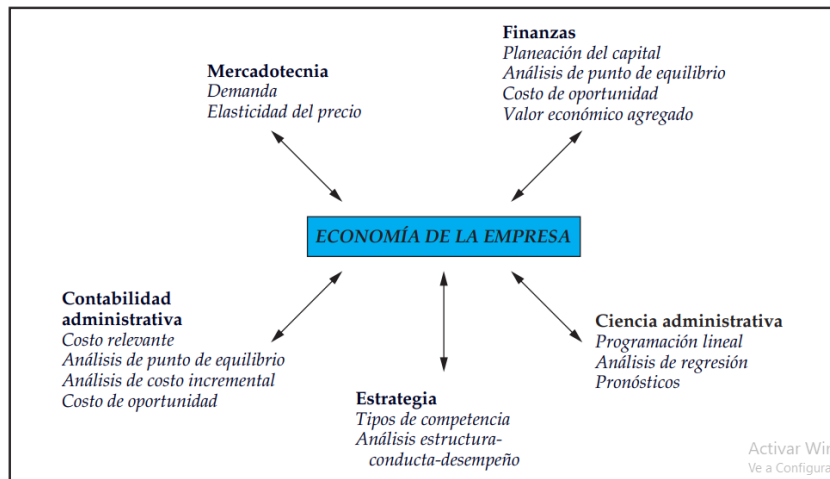 Finanzas
Planeación del capital
Análisis de punto de equilibrio
Costo de oportunidad
Valor económico agregado
Mercadotecnia
Demanda
Elasticidad del precio
ECONOMÍA DE LA EMPRESA
Contabilidad
administrativa
Costo relevante
Análisis de punto de equilibrio
Análisis de costo incremental
Costo de oportunidad
Estrategia
Tipos de competencia
Análisis estructura-
conducta-desempeño
Ciencia administrativa
Programación lineal
Análisis de regresión
Pronósticos
Activar Win
Ve a Configura